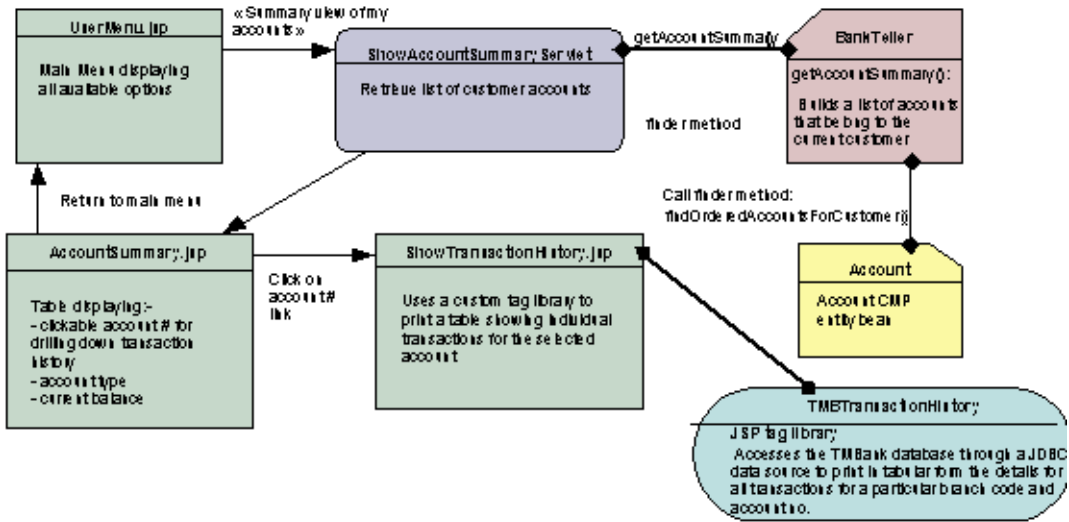 UserMenu.jsp
Main Menu displaying
all available options
«Summary view of my
accounts»
ShowAccountSummary Servlet
Retrieve list of customer accounts
getAccountSummary
finder method
BankTeller
getAccountSummary():
Builds a list of accounts
that belong to the
current customer
Return to main menu
Call finder method:
findOrderedAccountsForCustomer()
AccountSummary.jsp
Table displaying:-
- clickable account # for
drilling down transaction
history
- account type
- current balance
Click on
account #
link
ShowTransactionHistory.jsp
Uses a custom tag library to
print a table showing individual
transactions for the selected
account
Account
Account CMP
entity bean
TMBTransactionHistory
JSP tag library
Accesses the TMBank database through a JDBC
data source to print in tabular form the details for
all transactions for a particular branch code and
account no.